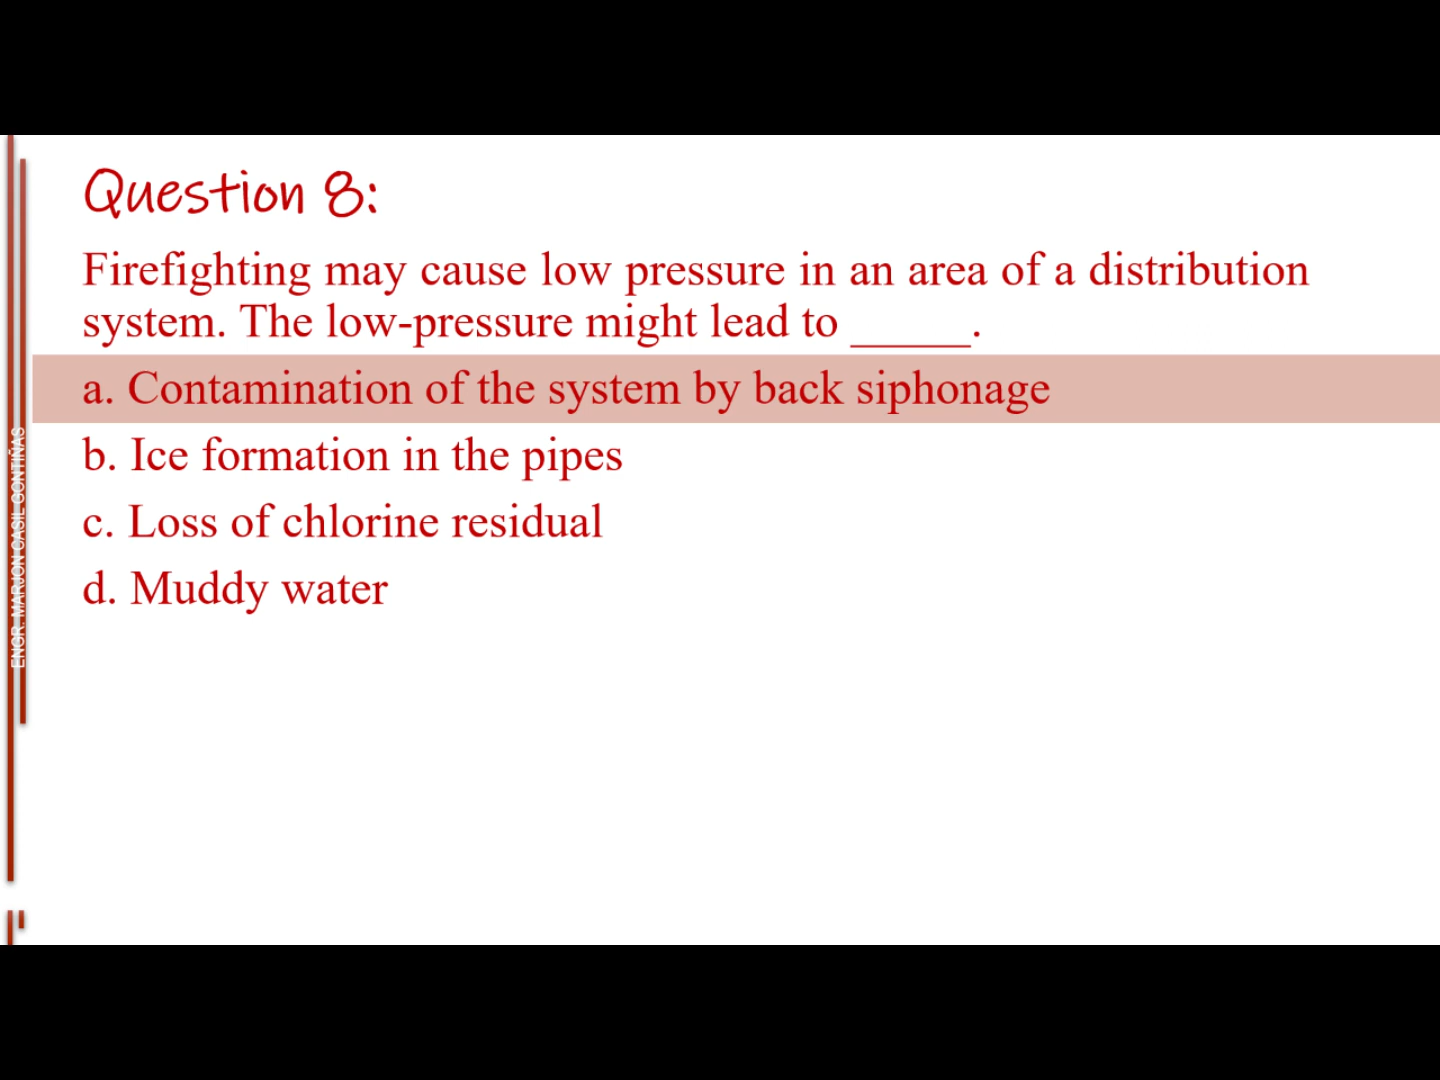 Question 8:
Firefighting may cause low pressure in an area of a distribution
system. The low-pressure might lead to _____.
a. Contamination of the system by back siphonage
b. Ice formation in the pipes
c. Loss of chlorine residual
d. Muddy water
ENGR. MARJON CASIL GONTIÑAS